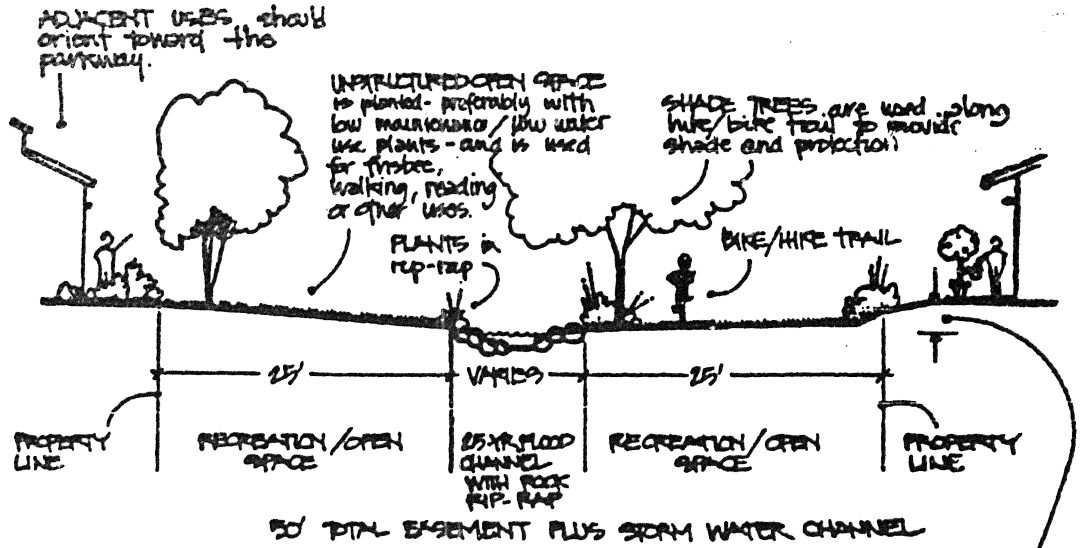 ADJACENT USES should
orient toward the
parkway.
UNSTRUCTURED OPEN SPACE
is planted - preferably with
low maintenance/low water
use plants - and is used
for frisbee,
walking, reading
or other uses.
SHADE TREES are used along
hike/bike trail to provide
shade and protection
PLANTS in
rip-rap
BIKE/HIKE TRAIL
25'
VARIES
25'
PROPERTY
LINE
RECREATION/OPEN
SPACE
25 YR. FLOOD
CHANNEL
WITH ROCK
RIP-RAP
RECREATION/OPEN
SPACE
PROPERTY
LINE
50' TOTAL EASEMENT PLUS STORM WATER CHANNEL